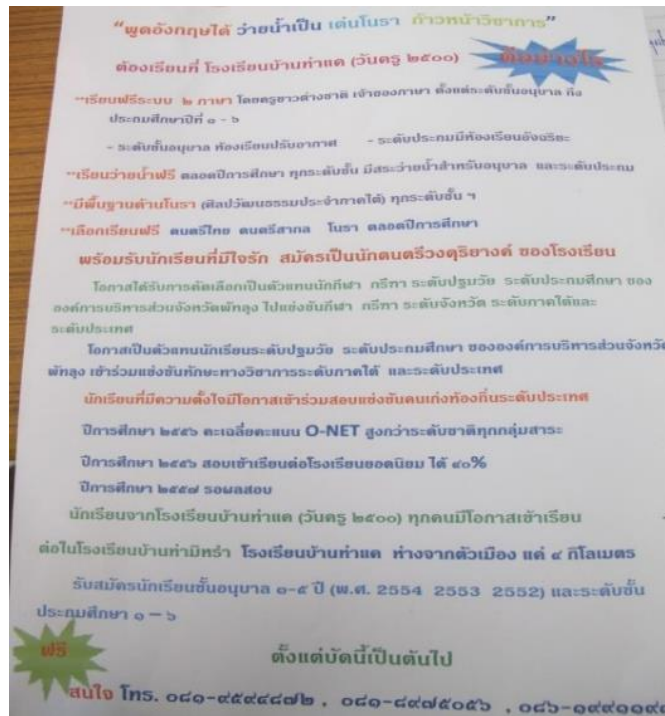 “พูดอังกฤษได้ ว่ายน้ำเป็น เด่นโนรา ก้าวหน้าวิชาการ”
ต้องเรียนที่ โรงเรียนบ้านท่าแค (วันครู ๒๕๐๐) ดีอย่างไร
**เรียนฟรีระบบ ๒ ภาษา โดยครูชาวต่างชาติ เจ้าของภาษา ตั้งแต่ระดับชั้นอนุบาล ถึง
ประถมศึกษาปีที่ ๑ - ๖
- ระดับชั้นอนุบาล ห้องเรียนปรับอากาศ - ระดับประถมมีห้องเรียนอัจฉริยะ
**เรียนว่ายน้ำฟรี ตลอดปีการศึกษา ทุกระดับชั้น มีสระว่ายน้ำสำหรับอนุบาล และระดับประถม
**มีพื้นฐานด้านโนรา (ศิลปวัฒนธรรมประจำภาคใต้) ทุกระดับชั้น ฯ
**เลือกเรียนฟรี ดนตรีไทย ดนตรีสากล โนรา ตลอดปีการศึกษา
พร้อมรับนักเรียนที่มีใจรัก สมัครเป็นนักดนตรีวงดุริยางค์ ของโรงเรียน
โอกาสได้รับการคัดเลือกเป็นตัวแทนนักกีฬา กรีฑา ระดับปฐมวัย ระดับประถมศึกษา ของ
องค์การบริหารส่วนจังหวัดพัทลุง ไปแข่งขันกีฬา กรีฑา ระดับจังหวัด ระดับภาคใต้และ
ระดับประเทศ
โอกาสเป็นตัวแทนนักเรียนระดับปฐมวัย ระดับประถมศึกษา ขององค์การบริหารส่วนจังหวัด
พัทลุง เข้าร่วมแข่งขันทักษะทางวิชาการระดับภาคใต้ และระดับประเทศ
นักเรียนที่มีความตั้งใจมีโอกาสเข้าร่วมสอบแข่งขันคนเก่งท้องถิ่นระดับประเทศ
ปีการศึกษา ๒๕๕๖ คะเฉลี่ยคะแนน O-NET สูงกว่าระดับชาติทุกกลุ่มสาระ
ปีการศึกษา ๒๕๕๖ สอบเข้าเรียนต่อโรงเรียนยอดนิยม ได้ ๔๐%
ปีการศึกษา ๒๕๕๗ รอผลสอบ
นักเรียนจากโรงเรียนบ้านท่าแค (วันครู ๒๕๐๐) ทุกคนมีโอกาสเข้าเรียน
ต่อในโรงเรียนบ้านท่ามิหรำ โรงเรียนบ้านท่าแค ห่างจากตัวเมือง แค่ ๔ กิโลเมตร
รับสมัครนักเรียนชั้นอนุบาล ๑-๕ ปี (พ.ศ. 2554 2553 2552) และระดับชั้น
ประถมศึกษา ๑ – ๖
ฟรี ตั้งแต่บัดนี้เป็นต้นไป
สนใจ โทร. ๐๘๑-๔๕๙๔๔๘๗๒ , ๐๘๑-๘๙๗๕๐๕๖ ,